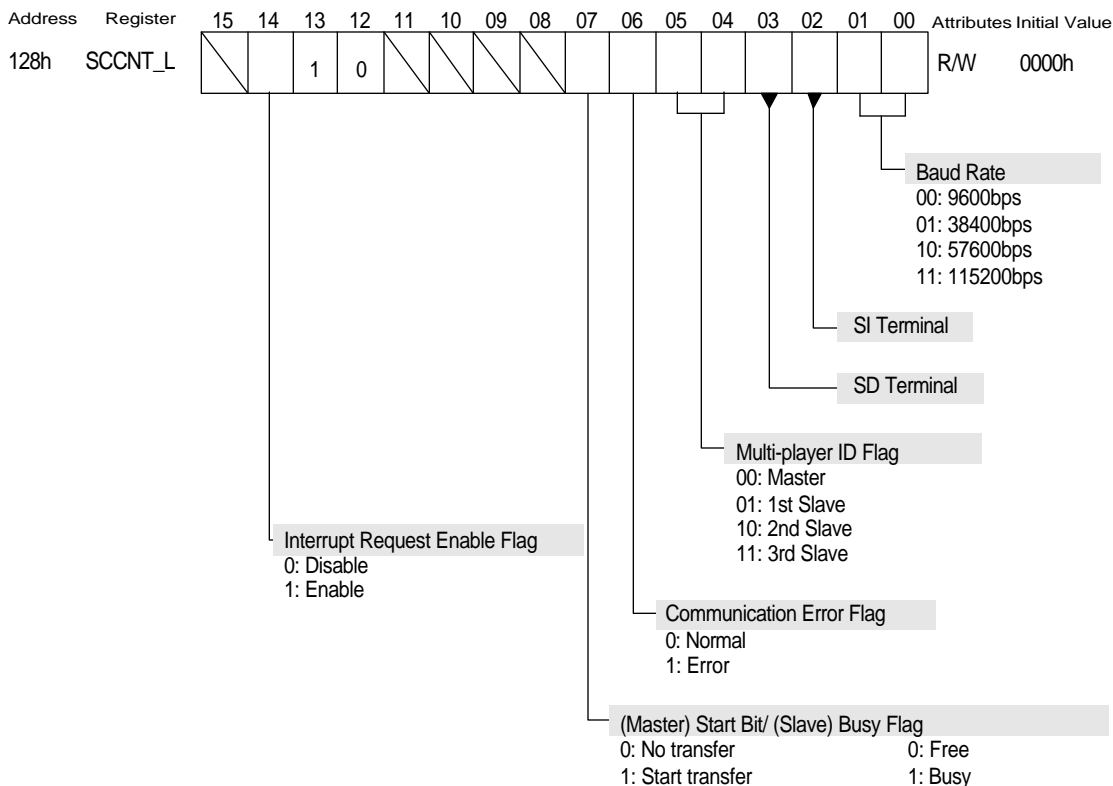 Address Register 15 14 13 12 11 10 09 08 07 06 05 04 03 02 01 00 Attributes Initial Value
128h SCCNT_L 1 0 R/W 0000h
Baud Rate
00: 9600bps
01: 38400bps
10: 57600bps
11: 115200bps
SI Terminal
SD Terminal
Multi-player ID Flag
00: Master
01: 1st Slave
10: 2nd Slave
11: 3rd Slave
Interrupt Request Enable Flag
0: Disable
1: Enable
Communication Error Flag
0: Normal
1: Error
(Master) Start Bit/ (Slave) Busy Flag
0: No transfer 0: Free
1: Start transfer 1: Busy